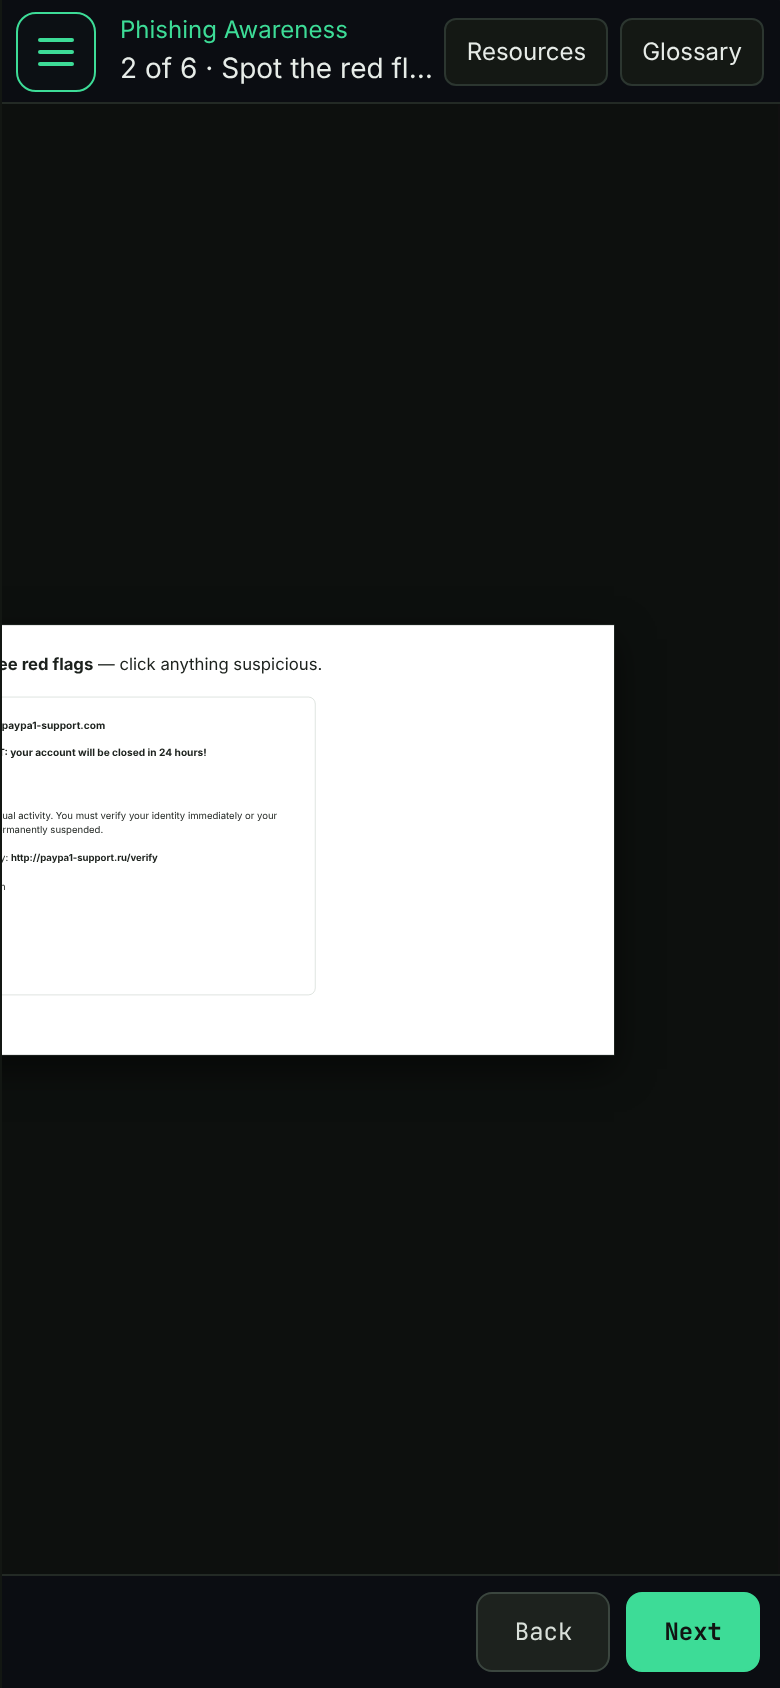 Phishing Awareness
2 of 6 · Spot the red fl...
Resources
Glossary
ee red flags — click anything suspicious.
paypa1-support.com
: your account will be closed in 24 hours!
ual activity. You must verify your identity immediately or your
rmanently suspended.
y: http://paypa1-support.ru/verify
Back
Next